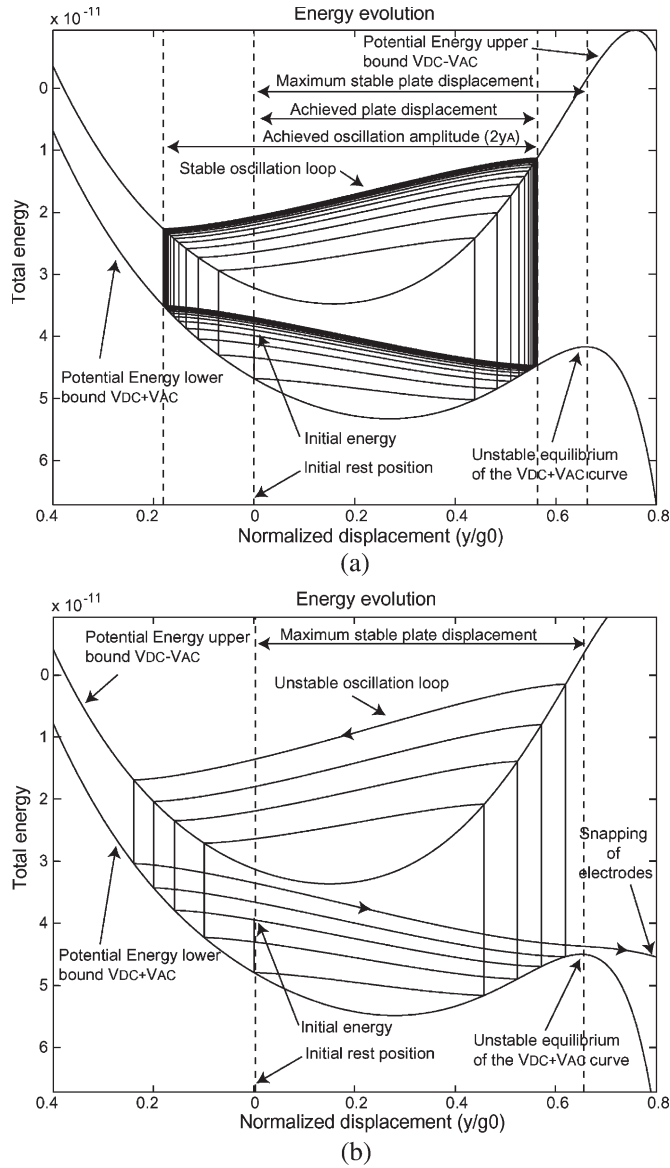 Energy evolution
x 10 -11
Potential Energy upper
bound VDC-VAC
Maximum stable plate displacement
Achieved plate displacement
Achieved oscillation amplitude (2yA)
Stable oscillation loop
0
1
2
3
4
5
6
Total energy
Potential Energy lower
bound VDC+VAC
Initial energy
Initial rest position
Unstable equilibrium
of the VDC+VAC curve
0.4 0.2 0 0.2 0.4 0.6 0.8
Normalized displacement (y/g0)
(a)
Energy evolution
x 10 -11
Potential Energy upper
bound VDC-VAC
Maximum stable plate displacement
Unstable oscillation loop
0
1
2
3
4
5
6
Total energy
Snapping
of
electrodes
Potential Energy lower
bound VDC+VAC
Initial energy
Initial rest position
Unstable equilibrium
of the VDC+VAC curve
0.4 0.2 0 0.2 0.4 0.6 0.8
Normalized displacement (y/g0)
(b)